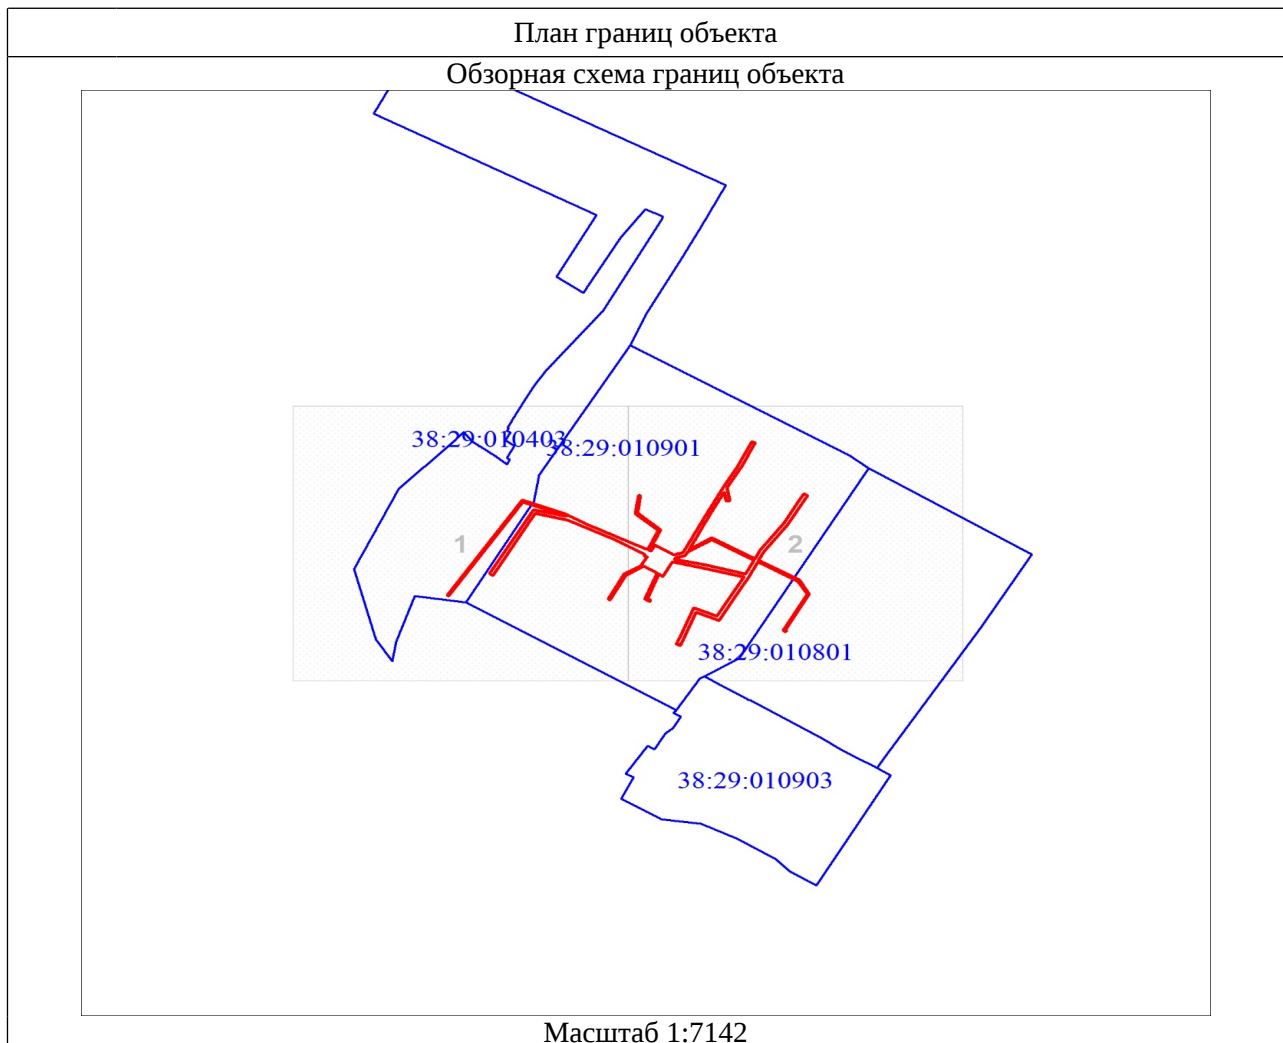 План границ объекта
Обзорная схема границ объекта
38:29:010403
38:29:010901
1
2
38:29:010801
38:29:010903
Масштаб 1:7142